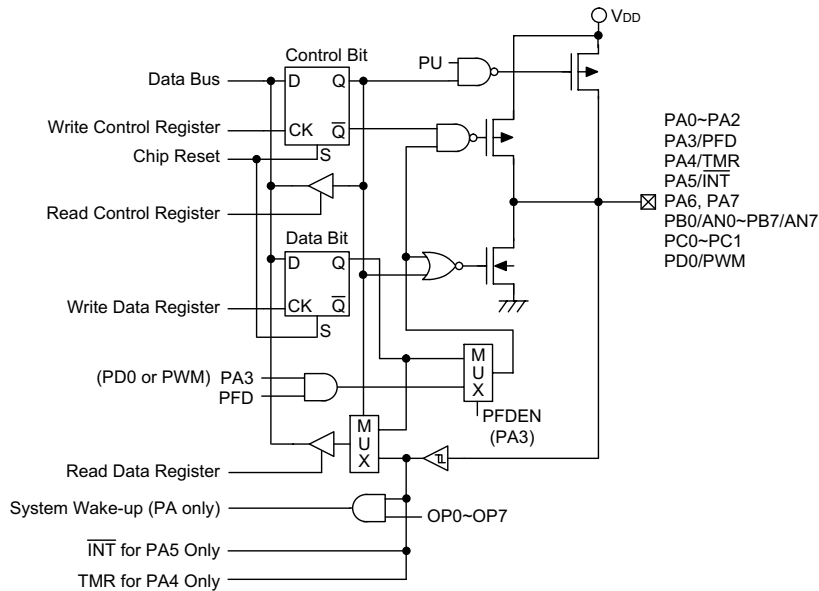 VDD
Control Bit
PU
Data Bus
D Q
Write Control Register
CK Q̅
Chip Reset
S
Read Control Register
Data Bit
D Q
Write Data Register
CK Q̅
S
(PD0 or PWM) PA3
PFD
M
U
X
PFDEN
(PA3)
M
U
X
Read Data Register
System Wake-up (PA only)
OP0~OP7
I̅N̅T̅ for PA5 Only
TMR for PA4 Only
PA0~PA2
PA3/PFD
PA4/TMR
PA5/I̅N̅T̅
PA6, PA7
PB0/AN0~PB7/AN7
PC0~PC1
PD0/PWM